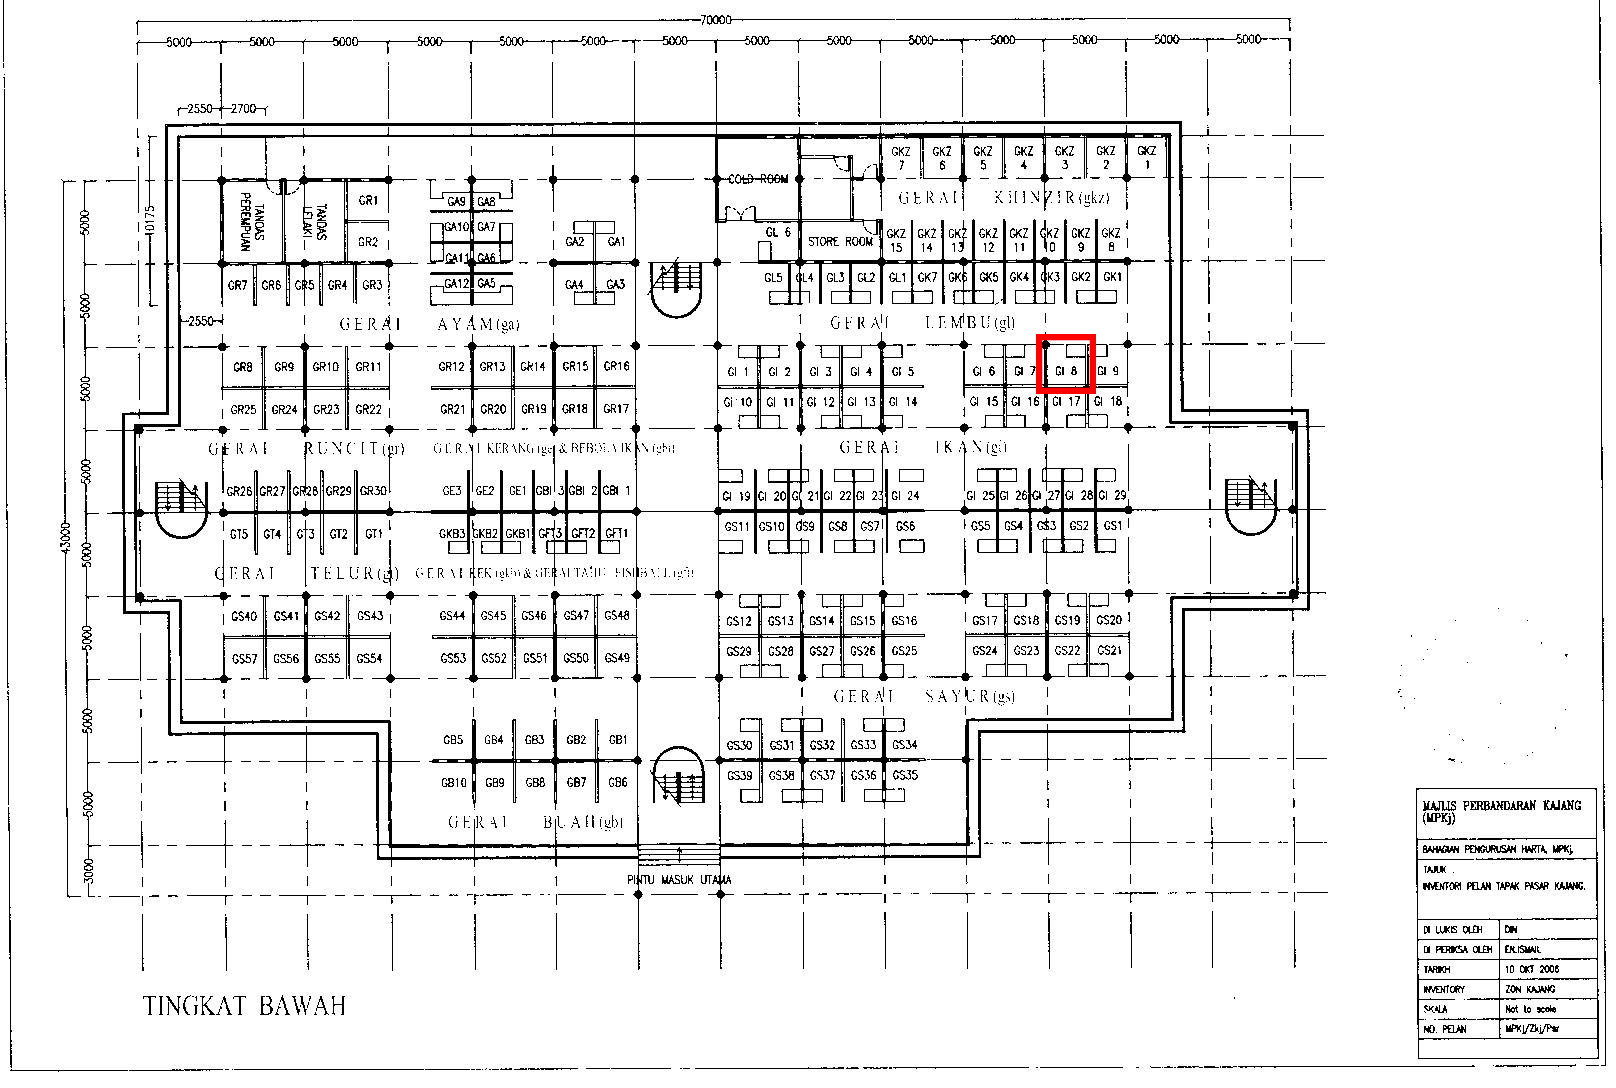 70000
5000 5000 5000 5000 5000 5000 5000 5000 5000 5000 5000 5000 5000 5000
2550 2700
GKZ 7 GKZ 6 GKZ 5 GKZ 4 GKZ 3 GKZ 2 GKZ 1
COLD ROOM
GERAI KHINZIR(gkz)
TANDAS PEREMPUAN
TANDAS LELAKI
GR1
GR2
GA9 GA8
GA10 GA7
GA11 GA6
GA12 GA5
GA2 GA1
GA4 GA3
GL 6
STORE ROOM
GKZ 15 GKZ 14 GKZ 13 GKZ 12 GKZ 11 GKZ 10 GKZ 9 GKZ 8
10175
43000
5000
5000
5000
5000
5000
5000
5000
5000
3000
GR7 GR6 GR5 GR4 GR3
GL5 GL4 GL3 GL2 GL1 GK7 GK6 GK5 GK4 GK3 GK2 GK1
2550
GERAI AYAM(ga)
GERAI LEMBU(gl)
GR8 GR9 GR10 GR11 GR12 GR13 GR14 GR15 GR16
GI 1 GI 2 GI 3 GI 4 GI 5 GI 6 GI 7 GI 8 GI 9
GR25 GR24 GR23 GR22 GR21 GR20 GR19 GR18 GR17
GI 10 GI 11 GI 12 GI 13 GI 14 GI 15 GI 16 GI 17 GI 18
GERAI RUNCIT(gr)
GERAI KERANG(ge) & BEBOLA IKAN(gbi)
GERAI IKAN(gi)
GR26 GR27 GR28 GR29 GR30 GE3 GE2 GE1 GBI 3 GBI 2 GBI 1
GI 19 GI 20 GI 21 GI 22 GI 23 GI 24 GI 25 GI 26 GI 27 GI 28 GI 29
GT5 GT4 GT3 GT2 GT1 GKB3 GKB2 GKB1 GFT3 GFT2 GFT1
GS11 GS10 GS9 GS8 GS7 GS6 GS5 GS4 GS3 GS2 GS1
GERAI TELUR(gt)
GERAI KEK(gkb) & GERAI TAHU FISHBALL(gft)
GS40 GS41 GS42 GS43 GS44 GS45 GS46 GS47 GS48
GS12 GS13 GS14 GS15 GS16 GS17 GS18 GS19 GS20
GS57 GS56 GS55 GS54 GS53 GS52 GS51 GS50 GS49
GS29 GS28 GS27 GS26 GS25 GS24 GS23 GS22 GS21
GERAI SAYUR(gs)
GB5 GB4 GB3 GB2 GB1
GS30 GS31 GS32 GS33 GS34
GB10 GB9 GB8 GB7 GB6
GS39 GS38 GS37 GS36 GS35
GERAI BUAH(gb)
PINTU MASUK UTAMA
TINGKAT BAWAH
MAJLIS PERBANDARAN KAJANG
(MPKj)
BAHAGIAN PENGURUSAN HARTA, MPKj.
TAJUK .
INVENTORI PELAN TAPAK PASAR KAJANG.
DI LUKIS OLEH DIN
DI PERIKSA OLEH EN.ISMAIL
TARIKH 10 OKT 2006
INVENTORY ZON KAJANG
SKALA Not to scale
NO. PELAN MPKj/Zkj/Psr